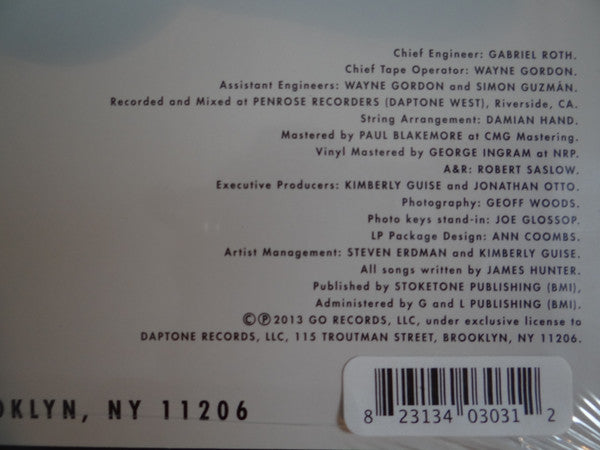 Chief Engineer: GABRIEL ROTH.
Chief Tape Operator: WAYNE GORDON.
Assistant Engineers: WAYNE GORDON and SIMON GUZMÁN.
Recorded and Mixed at PENROSE RECORDERS (DAPTONE WEST), Riverside, CA.
String Arrangement: DAMIAN HAND.
Mastered by PAUL BLAKEMORE at CMG Mastering.
Vinyl Mastered by GEORGE INGRAM at NRP.
A&R: ROBERT SASLOW.
Executive Producers: KIMBERLY GUISE and JONATHAN OTTO.
Photography: GEOFF WOODS.
Photo keys stand-in: JOE GLOSSOP.
LP Package Design: ANN COOMBS.
Artist Management: STEVEN ERDMAN and KIMBERLY GUISE.
All songs written by JAMES HUNTER.
Published by STOKETONE PUBLISHING (BMI),
Administered by G and L PUBLISHING (BMI).
©℗ 2013 GO RECORDS, LLC, under exclusive license to
DAPTONE RECORDS, LLC, 115 TROUTMAN STREET, BROOKLYN, NY 11206.
OKLYN, NY 11206
8 23134 03031 2